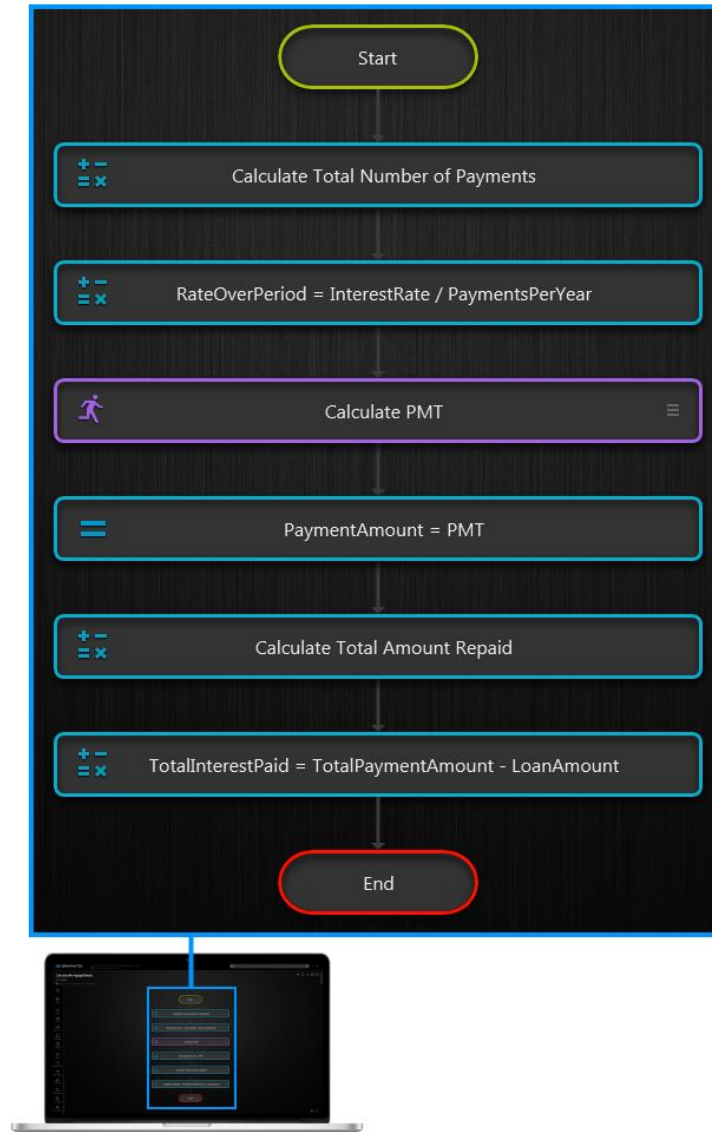 Start
Calculate Total Number of Payments
RateOverPeriod = InterestRate / PaymentsPerYear
Calculate PMT
PaymentAmount = PMT
Calculate Total Amount Repaid
TotalInterestPaid = TotalPaymentAmount - LoanAmount
End